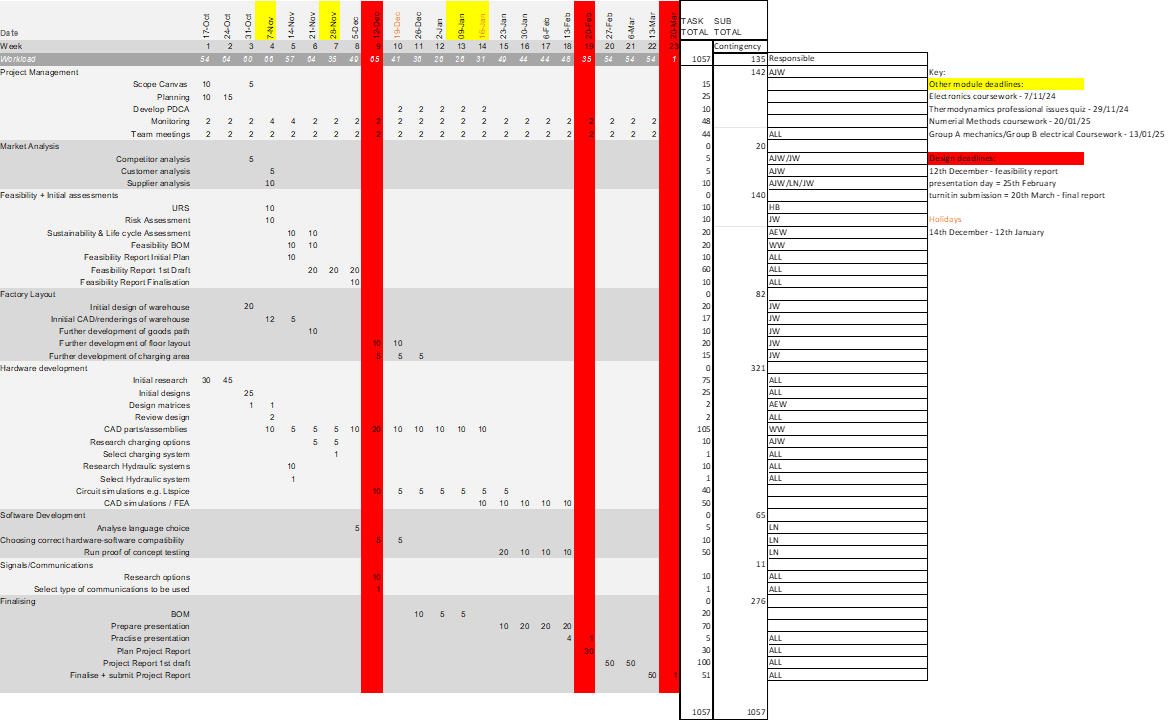 Date 17-Oct 24-Oct 31-Oct 7-Nov 14-Nov 21-Nov 28-Nov 5-Dec 12-Dec 19-Dec 26-Dec 2-Jan 09-Jan 16-Jan 23-Jan 30-Jan 6-Feb 13-Feb 20-Feb 27-Feb 6-Mar 13-Mar 20-Mar TASK TOTAL SUB TOTAL
Week 1 2 3 4 5 6 7 8 9 10 11 12 13 14 15 16 17 18 19 20 21 22 23 Contingency
Workload 54 64 60 66 57 64 35 49 65 41 36 26 26 31 49 44 44 46 35 54 54 54 1057 135 Responsible
Project Management 142 AJW Key:
Scope Canvas 10 5 15 Other module deadlines:
Planning 10 15 25 Electronics coursework - 7/11/24
Develop PDCA 2 2 2 2 2 10 Thermodynamics professional issues quiz - 29/11/24
Monitoring 2 2 2 4 4 2 2 2 2 2 2 2 2 2 2 2 2 2 2 2 2 2 48 Numerial Methods coursework - 20/01/25
Team meetings 2 2 2 2 2 2 2 2 2 2 2 2 2 2 2 2 2 2 2 2 2 2 44 ALL Group A mechanics/Group B electrical Coursework - 13/01/25
Market Analysis 0 20
Competitor analysis 5 5 AJW/JW Design deadlines:
Customer analysis 5 5 AJW 12th December - feasibility report
Supplier analysis 10 10 AJW/LN/JW presentation day = 25th February
Feasibility + Initial assessments 0 140 turnitin submission = 20th March - final report
URS 10 10 HB
Risk Assessment 10 10 JW Holidays
Sustainability & Life cycle Assessment 10 10 20 AEW 14th December - 12th January
Feasibility BOM 10 10 20 WW
Feasibility Report Initial Plan 10 10 ALL
Feasibility Report 1st Draft 20 20 20 60 ALL
Feasibility Report Finalisation 10 10 ALL
Factory Layout 0 82
Initial design of warehouse 20 20 JW
Innitial CAD/renderings of warehouse 12 5 17 JW
Further development of goods path 10 10 JW
Further development of floor layout 10 10 20 JW
Further development of charging area 5 5 5 15 JW
Hardware development 0 321
Initial research 30 45 75 ALL
Initial designs 25 25 ALL
Design matrices 1 1 2 AEW
Review design 2 2 ALL
CAD parts/assemblies 10 5 5 5 10 20 10 10 10 10 10 105 WW
Research charging options 5 5 10 AJW
Select charging system 1 1 ALL
Research Hydraulic systems 10 10 ALL
Select Hydraulic system 1 1 ALL
Circuit simulations e.g. Ltspice 10 5 5 5 5 5 5 40
CAD simulations / FEA 10 10 10 10 10 50
Software Development 0 65
Analyse language choice 5 5 LN
Choosing correct hardware-software compatibility 5 5 10 LN
Run proof of concept testing 20 10 10 10 50 LN
Signals/Communications 11
Research options 10 10 ALL
Select type of communications to be used 1 1 ALL
Finalising 0 276
BOM 10 5 5 20
Prepare presentation 10 20 20 20 70
Practise presentation 4 1 5 ALL
Plan Project Report 30 30 ALL
Project Report 1st draft 50 50 100 ALL
Finalise + submit Project Report 50 1 51 ALL
1057 1057